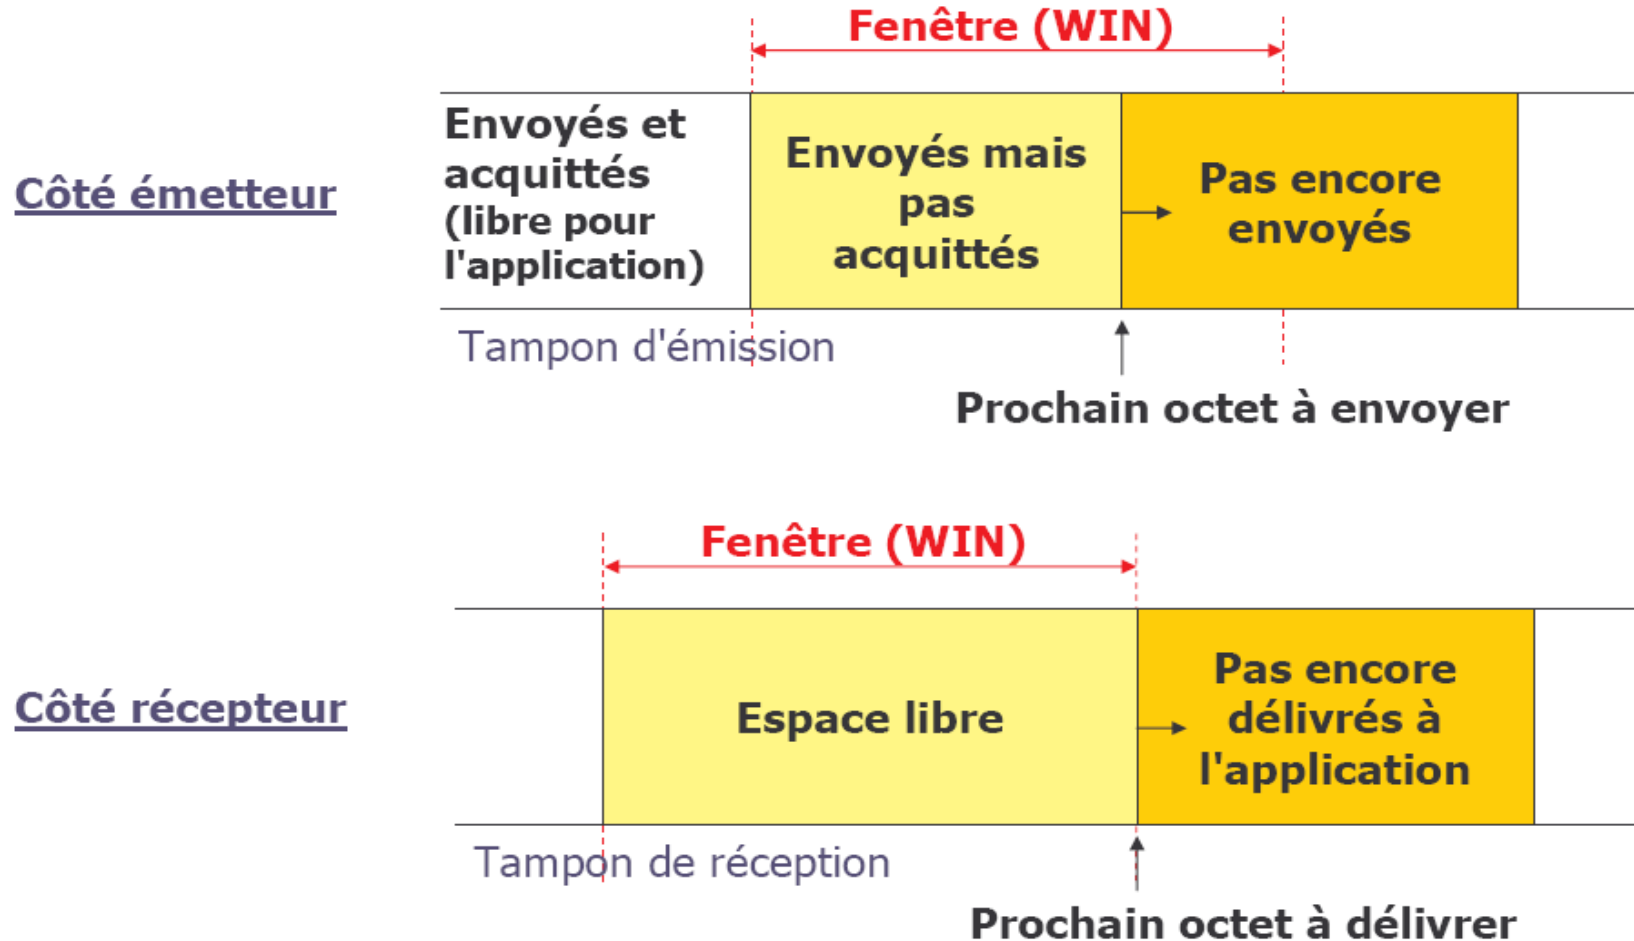 Fenêtre (WIN)
Côté émetteur
Envoyés et
acquittés
(libre pour
l'application)
Envoyés mais
pas
acquittés
Pas encore
envoyés
Tampon d'émission
Prochain octet à envoyer
Fenêtre (WIN)
Côté récepteur
Espace libre
Pas encore
délivrés à
l'application
Tampon de réception
Prochain octet à délivrer